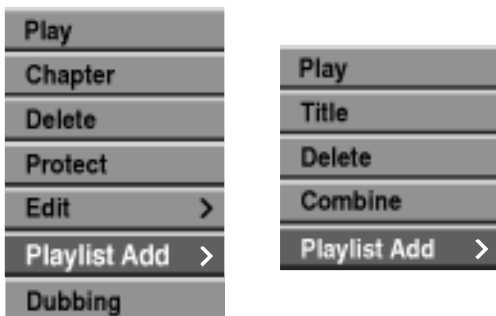 Play
Chapter
Delete
Protect
Edit >
Playlist Add >
Dubbing
Play
Title
Delete
Combine
Playlist Add >